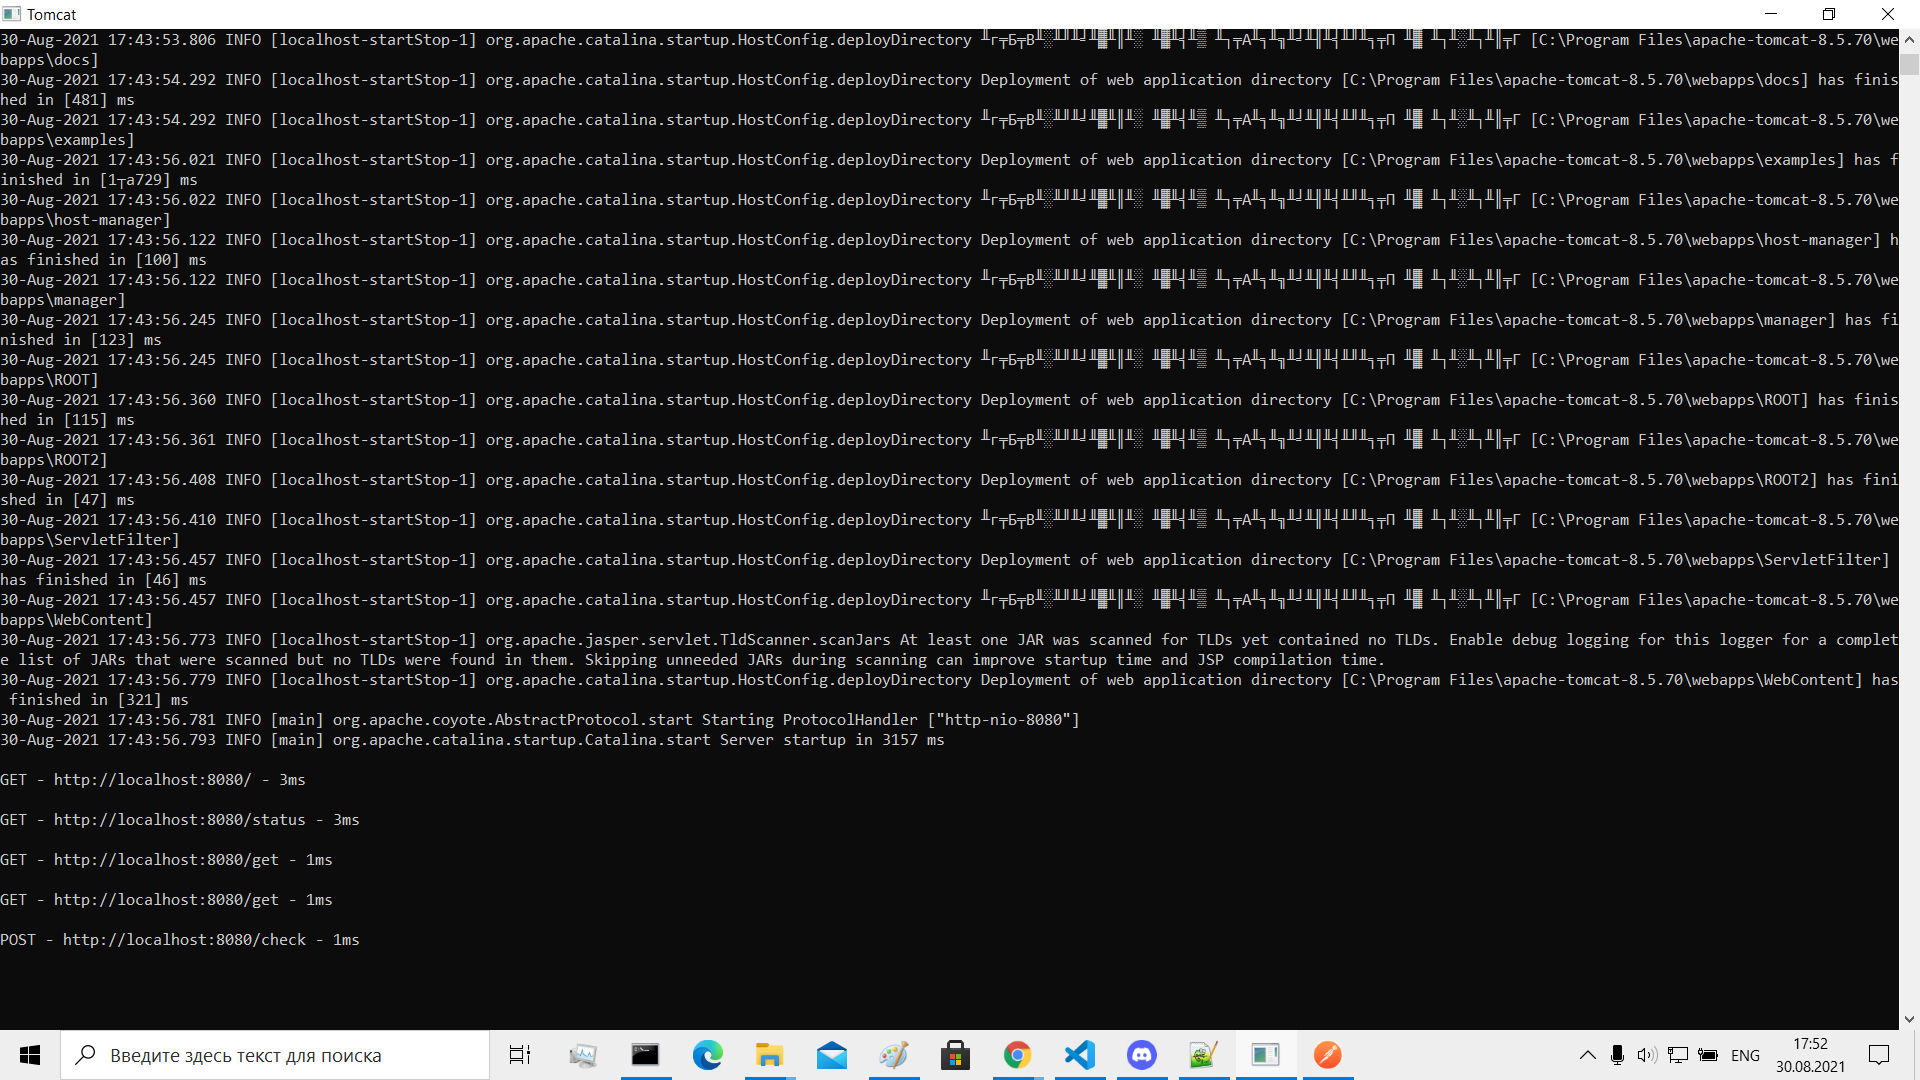 Tomcat
30-Aug-2021 17:43:53.806 INFO [localhost-startStop-1] org.apache.catalina.startup.HostConfig.deployDirectory [C:\Program Files\apache-tomcat-8.5.70\we
bapps\docs]
30-Aug-2021 17:43:54.292 INFO [localhost-startStop-1] org.apache.catalina.startup.HostConfig.deployDirectory Deployment of web application directory [C:\Program Files\apache-tomcat-8.5.70\webapps\docs] has finis
hed in [481] ms
30-Aug-2021 17:43:54.292 INFO [localhost-startStop-1] org.apache.catalina.startup.HostConfig.deployDirectory [C:\Program Files\apache-tomcat-8.5.70\we
bapps\examples]
30-Aug-2021 17:43:56.021 INFO [localhost-startStop-1] org.apache.catalina.startup.HostConfig.deployDirectory Deployment of web application directory [C:\Program Files\apache-tomcat-8.5.70\webapps\examples] has f
inished in [1┬а729] ms
30-Aug-2021 17:43:56.022 INFO [localhost-startStop-1] org.apache.catalina.startup.HostConfig.deployDirectory [C:\Program Files\apache-tomcat-8.5.70\we
bapps\host-manager]
30-Aug-2021 17:43:56.122 INFO [localhost-startStop-1] org.apache.catalina.startup.HostConfig.deployDirectory Deployment of web application directory [C:\Program Files\apache-tomcat-8.5.70\webapps\host-manager] h
as finished in [100] ms
30-Aug-2021 17:43:56.122 INFO [localhost-startStop-1] org.apache.catalina.startup.HostConfig.deployDirectory [C:\Program Files\apache-tomcat-8.5.70\we
bapps\manager]
30-Aug-2021 17:43:56.245 INFO [localhost-startStop-1] org.apache.catalina.startup.HostConfig.deployDirectory Deployment of web application directory [C:\Program Files\apache-tomcat-8.5.70\webapps\manager] has fi
nished in [123] ms
30-Aug-2021 17:43:56.245 INFO [localhost-startStop-1] org.apache.catalina.startup.HostConfig.deployDirectory [C:\Program Files\apache-tomcat-8.5.70\we
bapps\ROOT]
30-Aug-2021 17:43:56.360 INFO [localhost-startStop-1] org.apache.catalina.startup.HostConfig.deployDirectory Deployment of web application directory [C:\Program Files\apache-tomcat-8.5.70\webapps\ROOT] has finis
hed in [115] ms
30-Aug-2021 17:43:56.361 INFO [localhost-startStop-1] org.apache.catalina.startup.HostConfig.deployDirectory [C:\Program Files\apache-tomcat-8.5.70\we
bapps\ROOT2]
30-Aug-2021 17:43:56.408 INFO [localhost-startStop-1] org.apache.catalina.startup.HostConfig.deployDirectory Deployment of web application directory [C:\Program Files\apache-tomcat-8.5.70\webapps\ROOT2] has fini
shed in [47] ms
30-Aug-2021 17:43:56.410 INFO [localhost-startStop-1] org.apache.catalina.startup.HostConfig.deployDirectory [C:\Program Files\apache-tomcat-8.5.70\we
bapps\ServletFilter]
30-Aug-2021 17:43:56.457 INFO [localhost-startStop-1] org.apache.catalina.startup.HostConfig.deployDirectory Deployment of web application directory [C:\Program Files\apache-tomcat-8.5.70\webapps\ServletFilter]
has finished in [46] ms
30-Aug-2021 17:43:56.457 INFO [localhost-startStop-1] org.apache.catalina.startup.HostConfig.deployDirectory [C:\Program Files\apache-tomcat-8.5.70\we
bapps\WebContent]
30-Aug-2021 17:43:56.773 INFO [localhost-startStop-1] org.apache.jasper.servlet.TldScanner.scanJars At least one JAR was scanned for TLDs yet contained no TLDs. Enable debug logging for this logger for a complet
e list of JARs that were scanned but no TLDs were found in them. Skipping unneeded JARs during scanning can improve startup time and JSP compilation time.
30-Aug-2021 17:43:56.779 INFO [localhost-startStop-1] org.apache.catalina.startup.HostConfig.deployDirectory Deployment of web application directory [C:\Program Files\apache-tomcat-8.5.70\webapps\WebContent] has
finished in [321] ms
30-Aug-2021 17:43:56.781 INFO [main] org.apache.coyote.AbstractProtocol.start Starting ProtocolHandler ["http-nio-8080"]
30-Aug-2021 17:43:56.793 INFO [main] org.apache.catalina.startup.Catalina.start Server startup in 3157 ms
GET - http://localhost:8080/ - 3ms
GET - http://localhost:8080/status - 3ms
GET - http://localhost:8080/get - 1ms
GET - http://localhost:8080/get - 1ms
POST - http://localhost:8080/check - 1ms
Введите здесь текст для поиска
ENG
17:52
30.08.2021